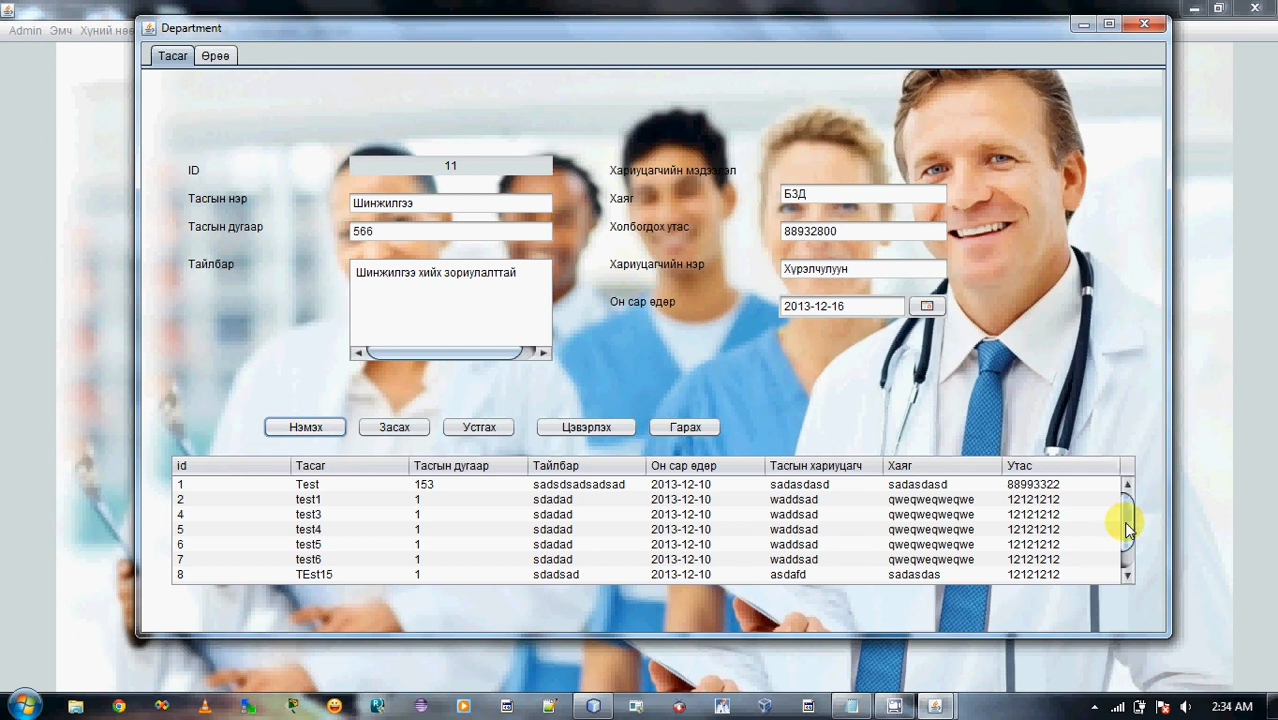 Admin Эмч Хүний
Department
Тасаг Өрөө
ID 11
Тасгын нэр Шинжилгээ
Тасгын дугаар 566
Тайлбар Шинжилгээ хийх зориулалттай
Хариуцагчийн мэдээлэл
Хаяг БЗД
Холбогдох утас 88932800
Хариуцагчийн нэр Хүрэлчулуун
Он сар өдөр 2013-12-16
Нэмэх Засах Устгах Цэвэрлэх Гарах
id Тасаг Тасгын дугаар Тайлбар Он сар өдөр Тасгын хариуцагч Хаяг Утас
1 Test 153 sadsdsadsadsad 2013-12-10 sadasdasd sadasdasd 88993322
2 test1 1 sdadad 2013-12-10 waddsad qweqweqweqwe 12121212
4 test3 1 sdadad 2013-12-10 waddsad qweqweqweqwe 12121212
5 test4 1 sdadad 2013-12-10 waddsad qweqweqweqwe 12121212
6 test5 1 sdadad 2013-12-10 waddsad qweqweqweqwe 12121212
7 test6 1 sdadad 2013-12-10 waddsad qweqweqweqwe 12121212
8 TEst15 1 sdadsad 2013-12-10 asdafd sadasdas 12121212
2:34 AM